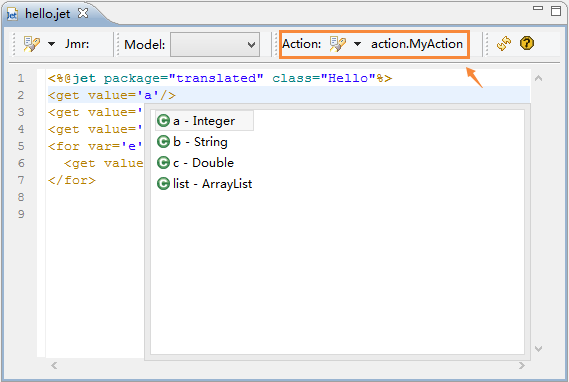 hello.jet
Jmr: Model: Action: action.MyAction
1 <%@jet package="translated" class="Hello"%>
2 <get value='a'/>
3 <get value='
4 <get value='
5 <for var='e'
6 <get value
7 </for>
8
9
a - Integer
b - String
c - Double
list - ArrayList